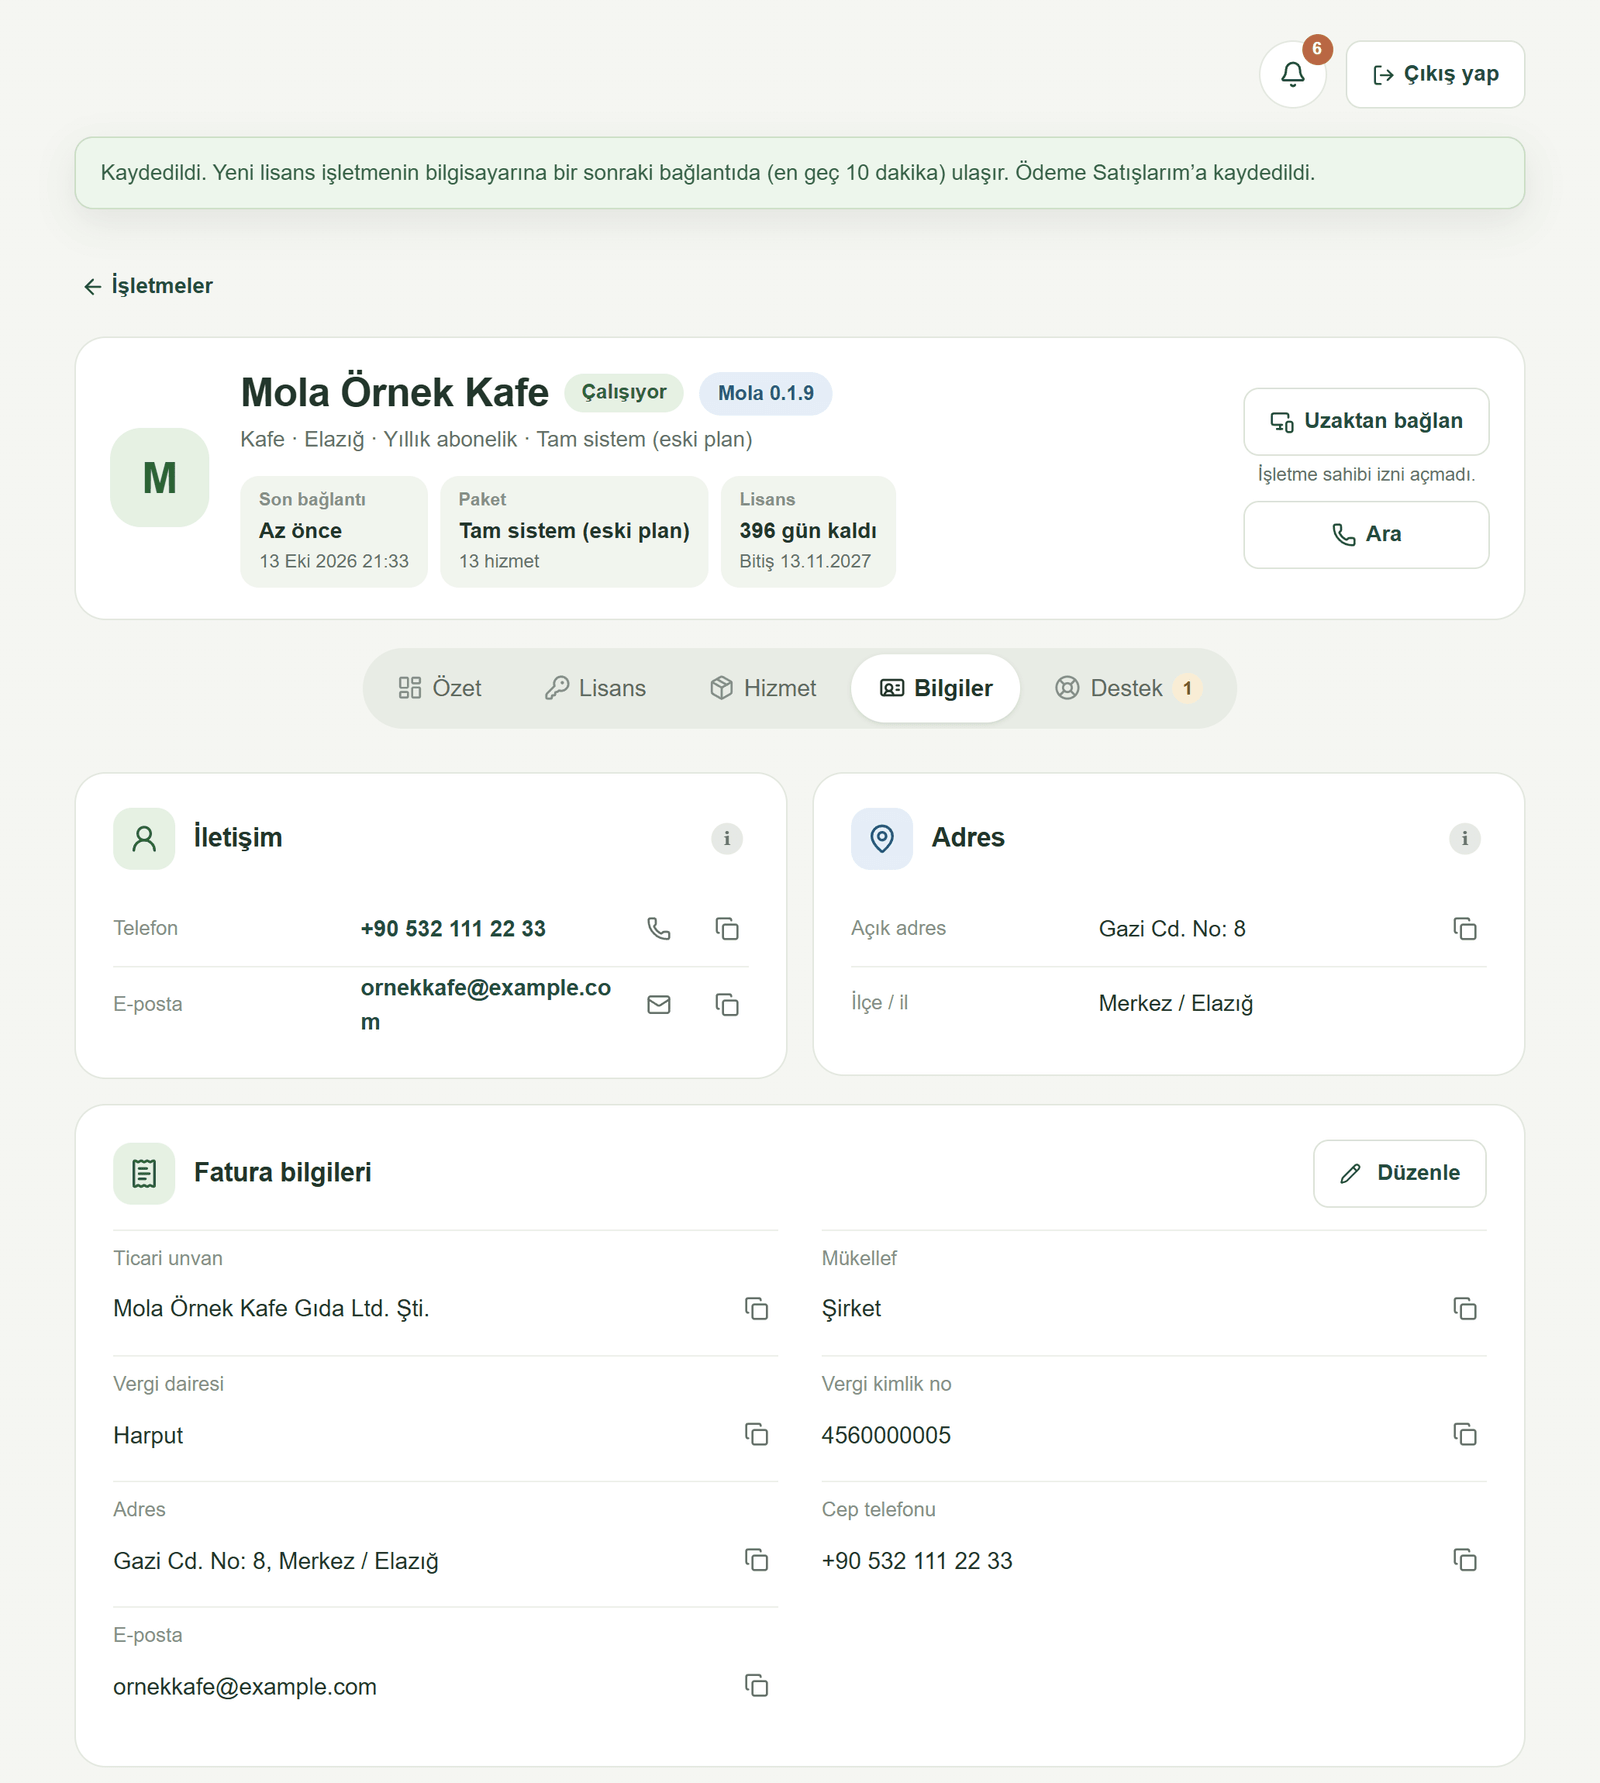 6
Çıkış yap
Kaydedildi. Yeni lisans işletmenin bilgisayarına bir sonraki bağlantıda (en geç 10 dakika) ulaşır. Ödeme Satışlarım’a kaydedildi.
İşletmeler
M
Mola Örnek Kafe
Çalışıyor
Mola 0.1.9
Kafe · Elazığ · Yıllık abonelik · Tam sistem (eski plan)
Son bağlantı
Az önce
13 Eki 2026 21:33
Paket
Tam sistem (eski plan)
13 hizmet
Lisans
396 gün kaldı
Bitiş 13.11.2027
Uzaktan bağlan
İşletme sahibi izni açmadı.
Ara
Özet
Lisans
Hizmet
Bilgiler
Destek 1
İletişim
i
Telefon
+90 532 111 22 33
E-posta
ornekkafe@example.co
m
Adres
i
Açık adres
Gazi Cd. No: 8
İlçe / il
Merkez / Elazığ
Fatura bilgileri
Düzenle
Ticari unvan
Mola Örnek Kafe Gıda Ltd. Şti.
Mükellef
Şirket
Vergi dairesi
Harput
Vergi kimlik no
4560000005
Adres
Gazi Cd. No: 8, Merkez / Elazığ
Cep telefonu
+90 532 111 22 33
E-posta
ornekkafe@example.com